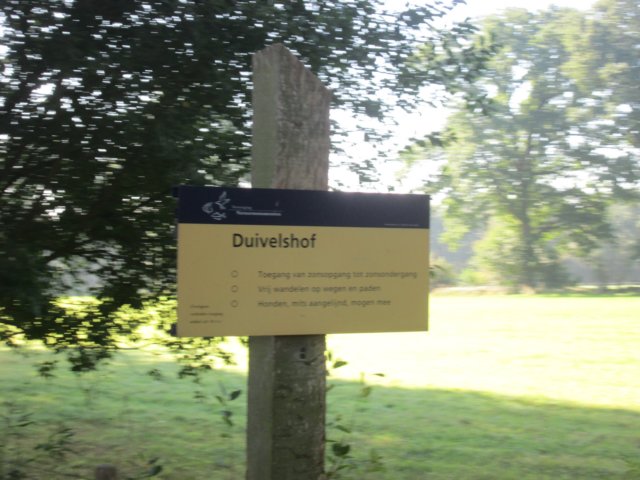 Duivelshof
Toegang van zonsopgang tot zonsondergang
Vrij wandelen op wegen en paden
Honden, mits aangelijnd, mogen mee